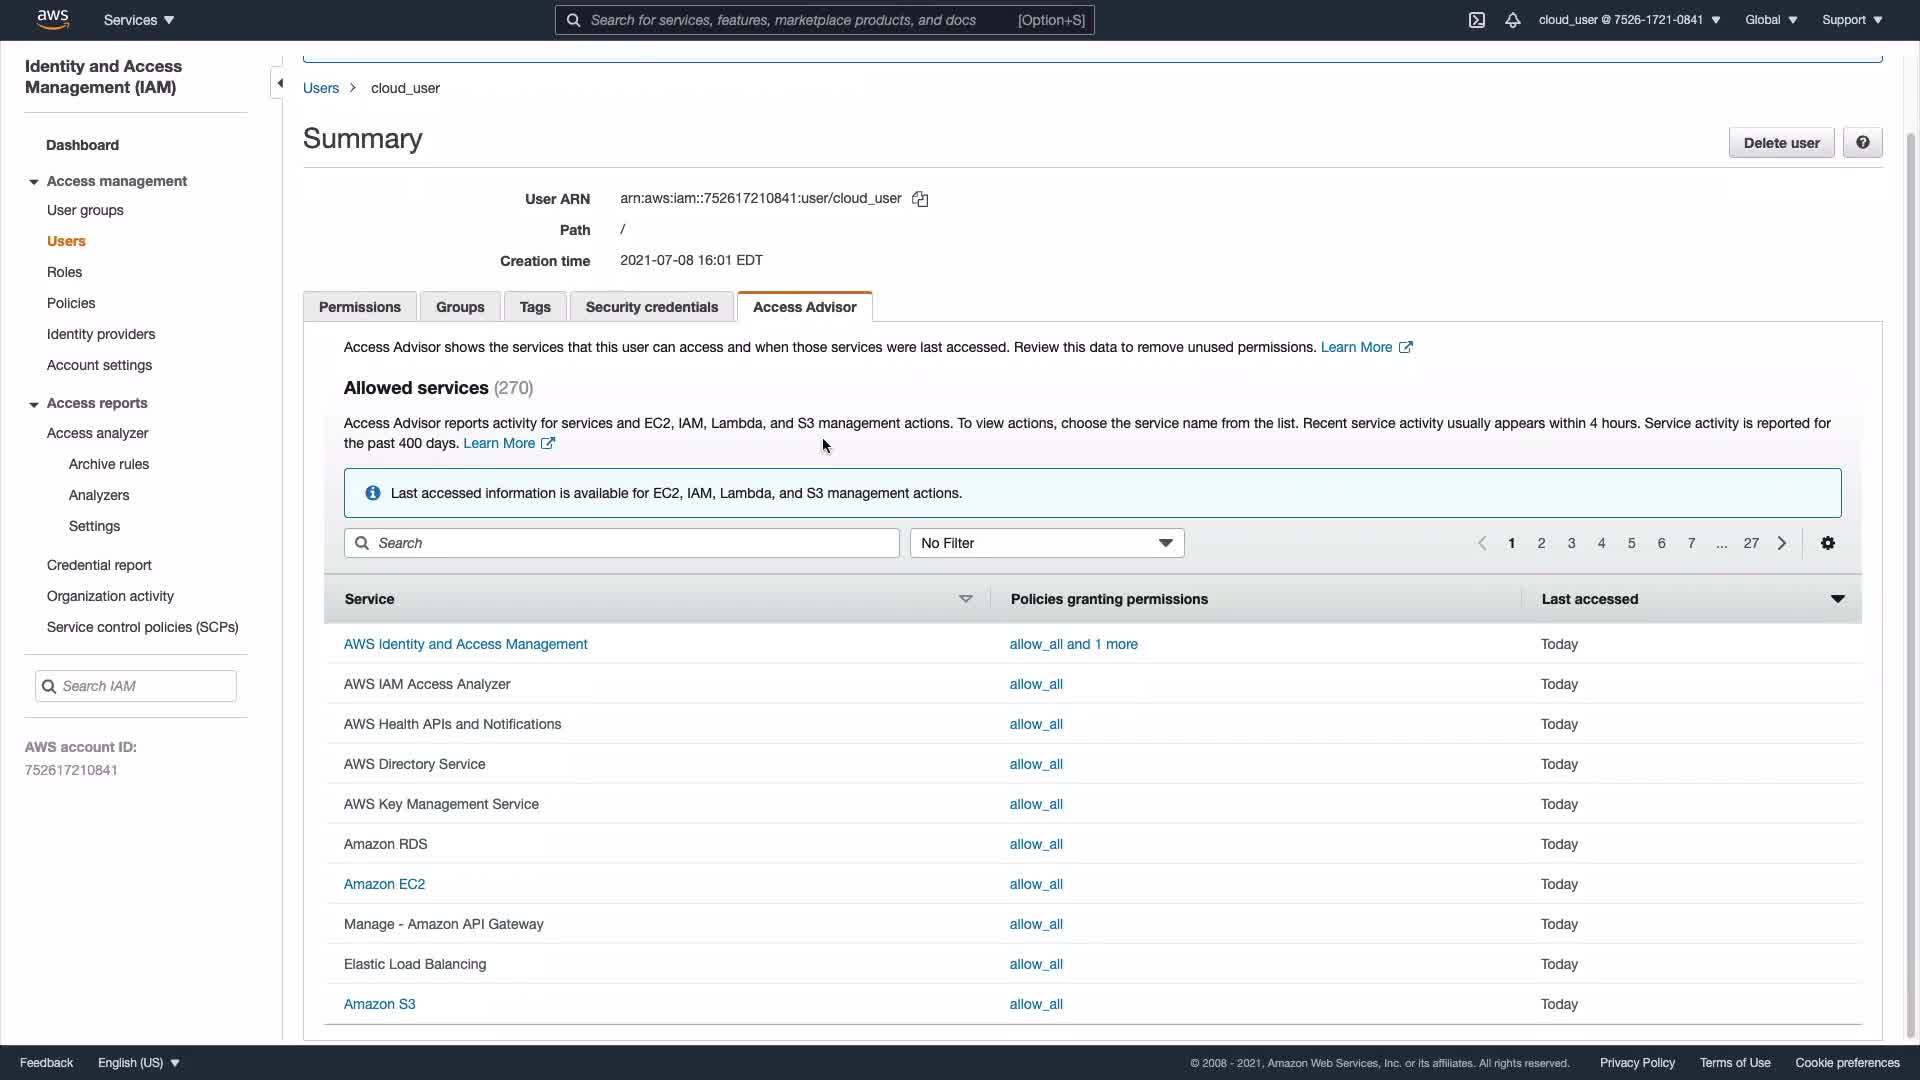 aws
Services
Search for services, features, marketplace products, and docs [Option+S]
cloud_user @ 7526-1721-0841
Global
Support
Identity and Access
Management (IAM)
Dashboard
Access management
User groups
Users
Roles
Policies
Identity providers
Account settings
Access reports
Access analyzer
Archive rules
Analyzers
Settings
Credential report
Organization activity
Service control policies (SCPs)
Search IAM
AWS account ID:
752617210841
Users > cloud_user
Summary
Delete user
User ARN arn:aws:iam::752617210841:user/cloud_user
Path /
Creation time 2021-07-08 16:01 EDT
Permissions Groups Tags Security credentials Access Advisor
Access Advisor shows the services that this user can access and when those services were last accessed. Review this data to remove unused permissions. Learn More
Allowed services (270)
Access Advisor reports activity for services and EC2, IAM, Lambda, and S3 management actions. To view actions, choose the service name from the list. Recent service activity usually appears within 4 hours. Service activity is reported for
the past 400 days. Learn More
Last accessed information is available for EC2, IAM, Lambda, and S3 management actions.
Search No Filter 1 2 3 4 5 6 7 ... 27
Service Policies granting permissions Last accessed
AWS Identity and Access Management allow_all and 1 more Today
AWS IAM Access Analyzer allow_all Today
AWS Health APIs and Notifications allow_all Today
AWS Directory Service allow_all Today
AWS Key Management Service allow_all Today
Amazon RDS allow_all Today
Amazon EC2 allow_all Today
Manage - Amazon API Gateway allow_all Today
Elastic Load Balancing allow_all Today
Amazon S3 allow_all Today
Feedback English (US) © 2008 - 2021, Amazon Web Services, Inc. or its affiliates. All rights reserved. Privacy Policy Terms of Use Cookie preferences